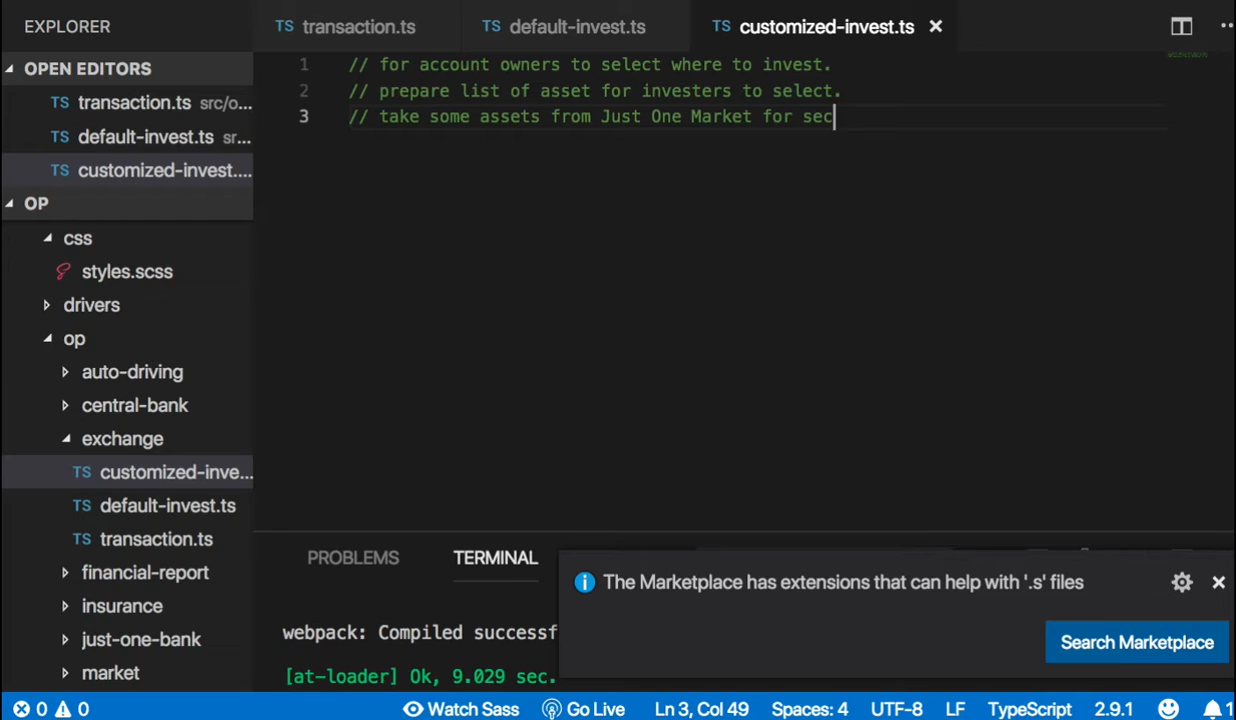 EXPLORER
OPEN EDITORS
TS transaction.ts src/o...
TS default-invest.ts sr...
TS customized-invest....
OP
css
styles.scss
drivers
op
auto-driving
central-bank
exchange
TS customized-inve...
TS default-invest.ts
TS transaction.ts
financial-report
insurance
just-one-bank
market
TS transaction.ts
TS default-invest.ts
TS customized-invest.ts
1 // for account owners to select where to invest.
2 // prepare list of asset for investers to select.
3 // take some assets from Just One Market for sec
PROBLEMS
TERMINAL
webpack: Compiled successf
[at-loader] Ok, 9.029 sec.
The Marketplace has extensions that can help with '.s' files
Search Marketplace
0 0 Watch Sass Go Live Ln 3, Col 49 Spaces: 4 UTF-8 LF TypeScript 2.9.1 1